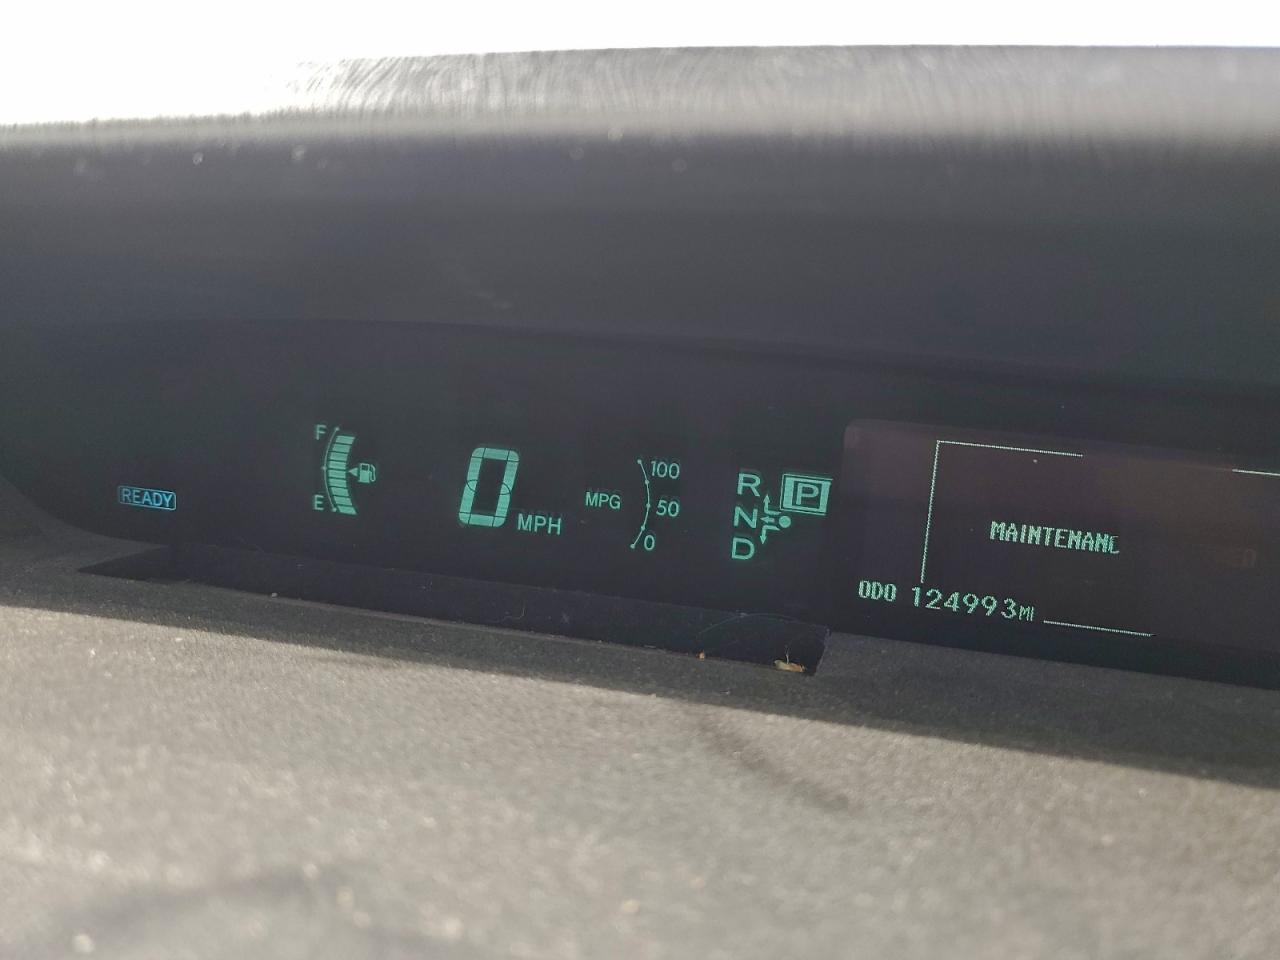 READY
F
E
0 MPH
MPG
100
50
0
R
P
N
D
MAINTENANC
ODO 124993MI